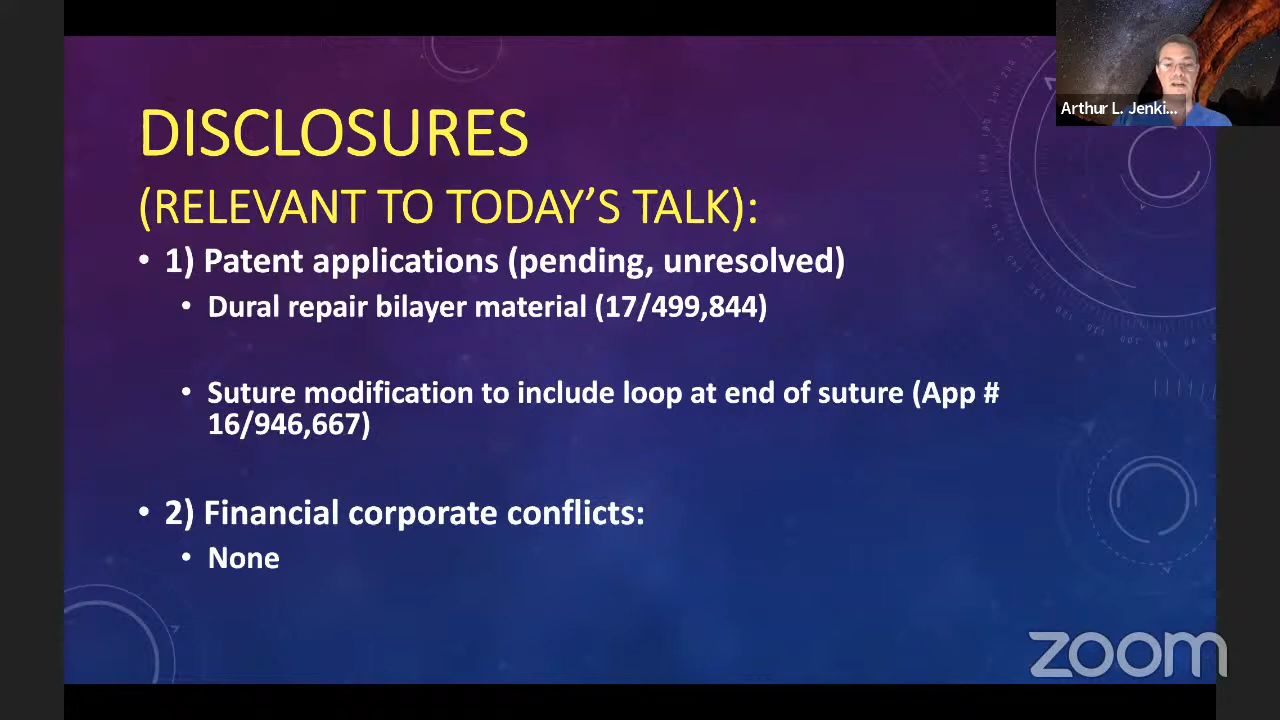 Arthur L. Jenki...
DISCLOSURES
(RELEVANT TO TODAY’S TALK):
• 1) Patent applications (pending, unresolved)
• Dural repair bilayer material (17/499,844)
• Suture modification to include loop at end of suture (App #
16/946,667)
• 2) Financial corporate conflicts:
• None
zoom